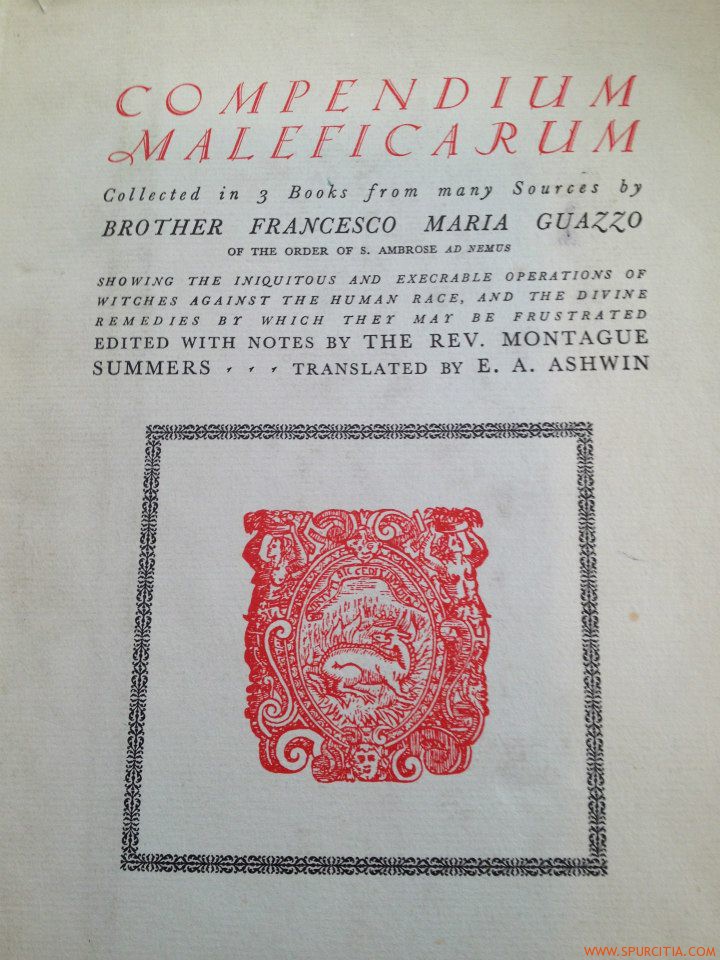 COMPENDIUM
MALEFICARUM
Collected in 3 Books from many Sources by
BROTHER FRANCESCO MARIA GUAZZO
OF THE ORDER OF S. AMBROSE AD NEMUS
SHOWING THE INIQUITOUS AND EXECRABLE OPERATIONS OF
WITCHES AGAINST THE HUMAN RACE, AND THE DIVINE
REMEDIES BY WHICH THEY MAY BE FRUSTRATED
EDITED WITH NOTES BY THE REV. MONTAGUE
SUMMERS · · · TRANSLATED BY E. A. ASHWIN
SIC
WWW.SPURCITIA.COM